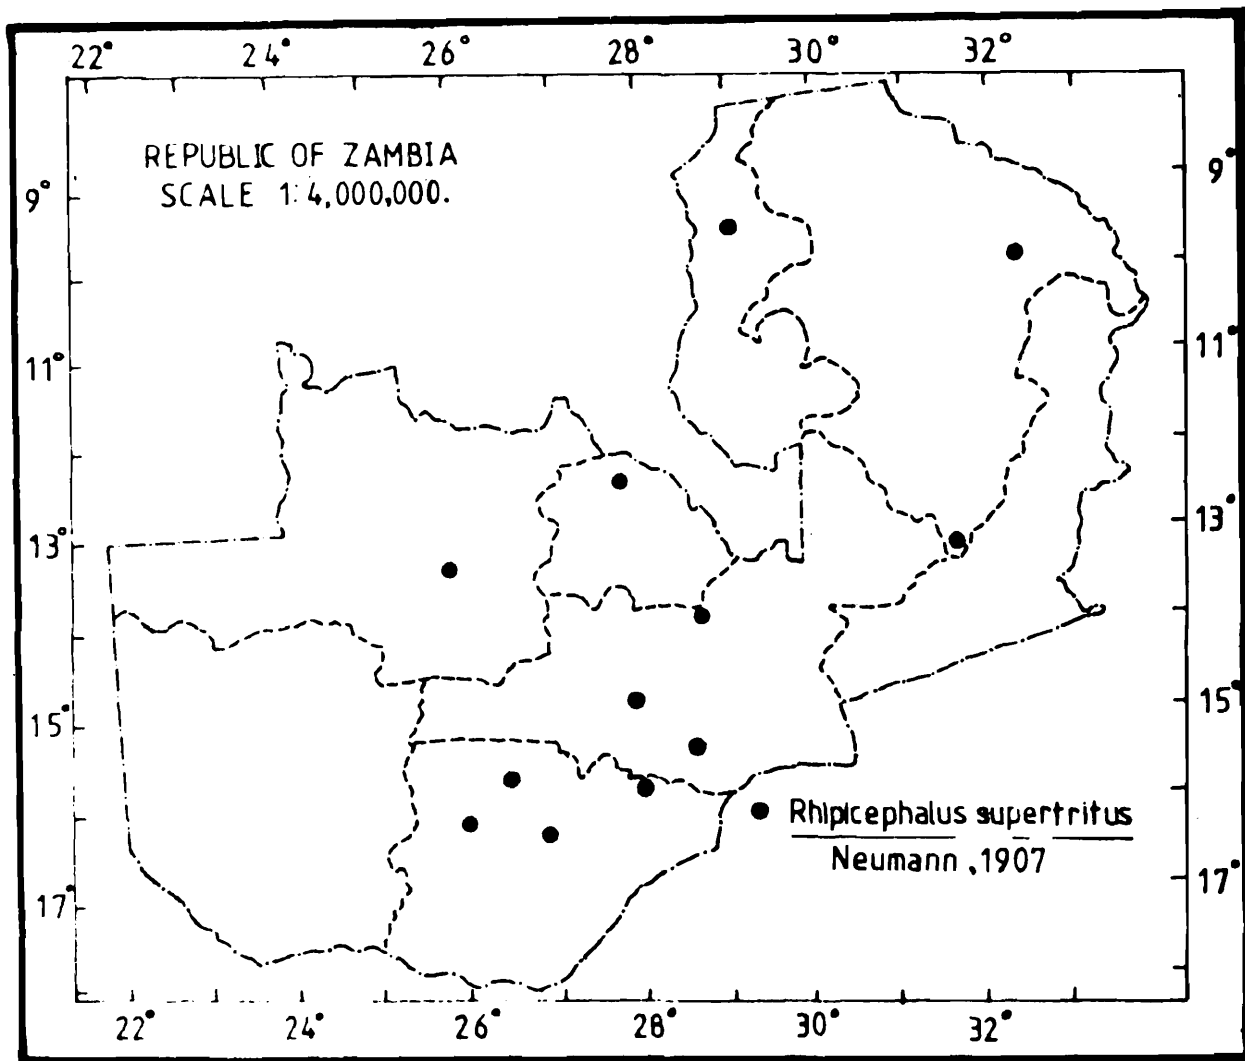 22° 24° 26° 28° 30° 32°
REPUBLIC OF ZAMBIA
SCALE 1:4,000,000.
9° 9°
11° 11°
13° 13°
15° 15°
Rhipicephalus supertritus
Neumann ,1907
17° 17°
22° 24° 26° 28° 30° 32°